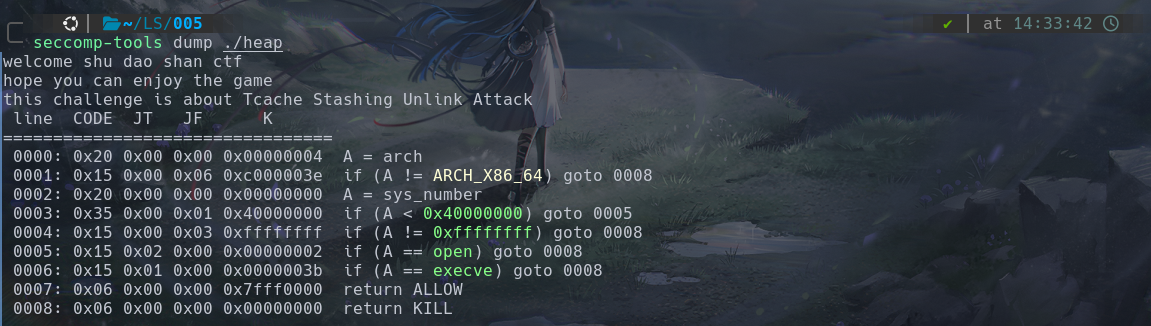 ~/LS/005 ✔ at 14:33:42
seccomp-tools dump ./heap
welcome shu dao shan ctf
hope you can enjoy the game
this challenge is about Tcache Stashing Unlink Attack
 line  CODE  JT   JF      K
=================================
 0000: 0x20 0x00 0x00 0x00000004  A = arch
 0001: 0x15 0x00 0x06 0xc000003e  if (A != ARCH_X86_64) goto 0008
 0002: 0x20 0x00 0x00 0x00000000  A = sys_number
 0003: 0x35 0x00 0x01 0x40000000  if (A < 0x40000000) goto 0005
 0004: 0x15 0x00 0x03 0xffffffff  if (A != 0xffffffff) goto 0008
 0005: 0x15 0x02 0x00 0x00000002  if (A == open) goto 0008
 0006: 0x15 0x01 0x00 0x0000003b  if (A == execve) goto 0008
 0007: 0x06 0x00 0x00 0x7fff0000  return ALLOW
 0008: 0x06 0x00 0x00 0x00000000  return KILL